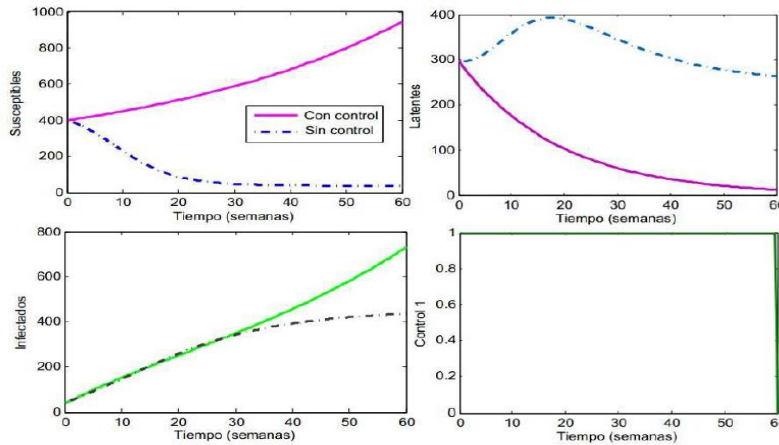 1000
800
600
400
200
0
Susceptibles
Con control
Sin control
0 10 20 30 40 50 60
Tiempo (semanas)
400
300
200
100
0
Latentes
0 10 20 30 40 50 60
Tiempo (semanas)
800
600
400
200
0
Infectados
0 10 20 30 40 50 60
Tiempo (semanas)
1
0.8
0.6
0.4
0.2
0
Control 1
0 10 20 30 40 50 60
Tiempo (semanas)